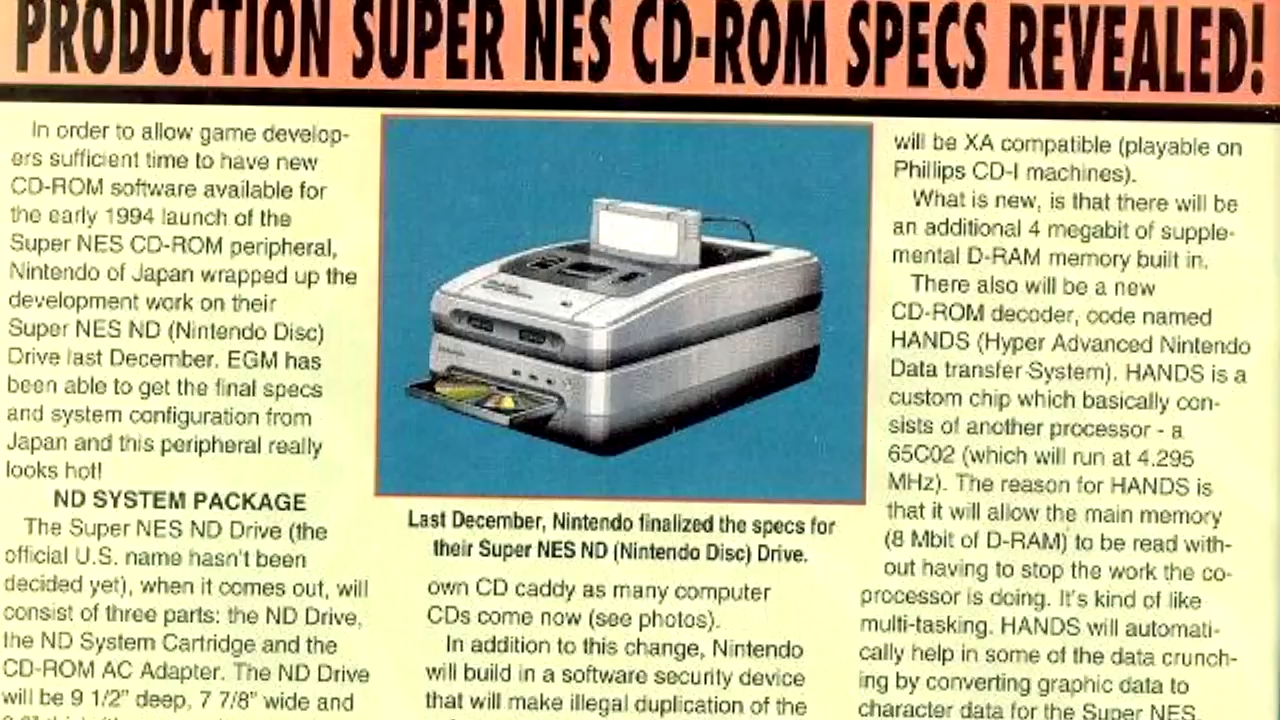 PRODUCTION SUPER NES CD-ROM SPECS REVEALED!
In order to allow game develop-
ers sufficient time to have new
CD-ROM software available for
the early 1994 launch of the
Super NES CD-ROM peripheral,
Nintendo of Japan wrapped up the
development work on their
Super NES ND (Nintendo Disc)
Drive last December. EGM has
been able to get the final specs
and system configuration from
Japan and this peripheral really
looks hot!
ND SYSTEM PACKAGE
The Super NES ND Drive (the
official U.S. name hasn't been
decided yet), when it comes out, will
consist of three parts: the ND Drive,
the ND System Cartridge and the
CD-ROM AC Adapter. The ND Drive
will be 9 1/2" deep, 7 7/8" wide and
Last December, Nintendo finalized the specs for
their Super NES ND (Nintendo Disc) Drive.
own CD caddy as many computer
CDs come now (see photos).
In addition to this change, Nintendo
will build in a software security device
that will make illegal duplication of the
will be XA compatible (playable on
Phillips CD-I machines).
What is new, is that there will be
an additional 4 megabit of supple-
mental D-RAM memory built in.
There also will be a new
CD-ROM decoder, code named
HANDS (Hyper Advanced Nintendo
Data transfer System). HANDS is a
custom chip which basically con-
sists of another processor - a
65C02 (which will run at 4.295
MHz). The reason for HANDS is
that it will allow the main memory
(8 Mbit of D-RAM) to be read with-
out having to stop the work the co-
processor is doing. It's kind of like
multi-tasking. HANDS will automati-
cally help in some of the data crunch-
ing by converting graphic data to
character data for the Super NES.